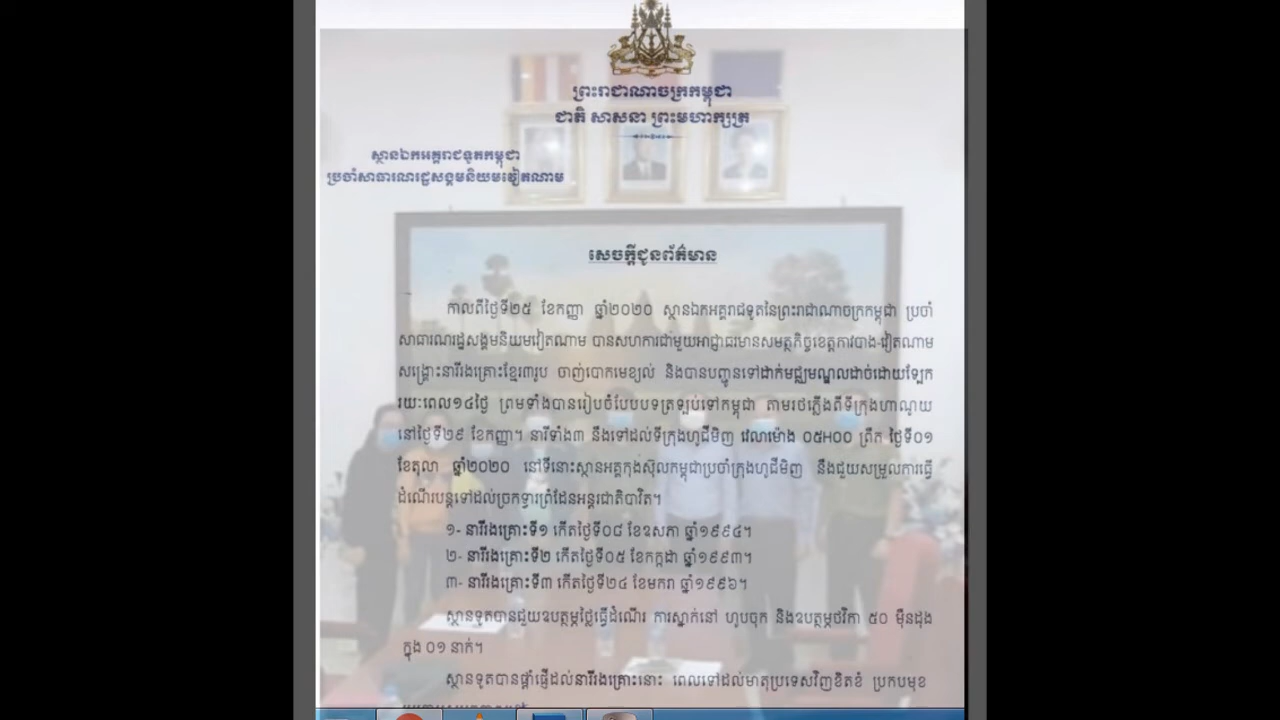 ព្រះរាជាណាចក្រកម្ពុជា
ជាតិ សាសនា ព្រះមហាក្សត្រ
ស្ថានឯកអគ្គរាជទូតកម្ពុជា
ប្រចាំសាធារណរដ្ឋសង្គមនិយមវៀតណាម
សេចក្តីជូនព័ត៌មាន
កាលពីថ្ងៃទី២៥ ខែកញ្ញា ឆ្នាំ២០២០ ស្ថានឯកអគ្គរាជទូតនៃព្រះរាជាណាចក្រកម្ពុជា ប្រចាំ
សាធារណរដ្ឋសង្គមនិយមវៀតណាម បានសហការជាមួយអាជ្ញាធរមានសមត្ថកិច្ចខេត្តកាវបាង-វៀតណាម
សង្គ្រោះនារីរងគ្រោះខ្មែរ៣រូប ចាញ់បោកមេខ្យល់ និងបានបញ្ជូនទៅដាក់មជ្ឈមណ្ឌលដាច់ដោយឡែក
រយៈពេល១៤ថ្ងៃ ព្រមទាំងបានរៀបចំបែបបទត្រឡប់ទៅកម្ពុជា តាមរថភ្លើងពីទីក្រុងហាណូយ
នៅថ្ងៃទី២៩ ខែកញ្ញា។ នារីទាំង៣ នឹងទៅដល់ទីក្រុងហូជីមិញ វេលាម៉ោង ០៥H០០ ព្រឹក ថ្ងៃទី០១
ខែតុលា ឆ្នាំ២០២០ នៅទីនោះស្ថានអគ្គកុងស៊ុលកម្ពុជាប្រចាំក្រុងហូជីមិញ នឹងជួយសម្រួលការធ្វើ
ដំណើរបន្តទៅដល់ច្រកទ្វារព្រំដែនអន្តរជាតិបាវិត។
១- នារីរងគ្រោះទី១ កើតថ្ងៃទី០៨ ខែឧសភា ឆ្នាំ១៩៩៤។
២- នារីរងគ្រោះទី២ កើតថ្ងៃទី០៥ ខែកក្កដា ឆ្នាំ១៩៩៣។
៣- នារីរងគ្រោះទី៣ កើតថ្ងៃទី២៤ ខែមករា ឆ្នាំ១៩៩៦។
ស្ថានទូតបានជួយឧបត្ថម្ភថ្លៃធ្វើដំណើរ ការស្នាក់នៅ ហូបចុក និងឧបត្ថម្ភថវិកា ៥០ ម៉ឺនដុង
ក្នុង ០១ នាក់។
ស្ថានទូតបានផ្តាំផ្ញើដល់នារីរងគ្រោះនោះ ពេលទៅដល់មាតុប្រទេសវិញខិតខំ ប្រកបមុខ